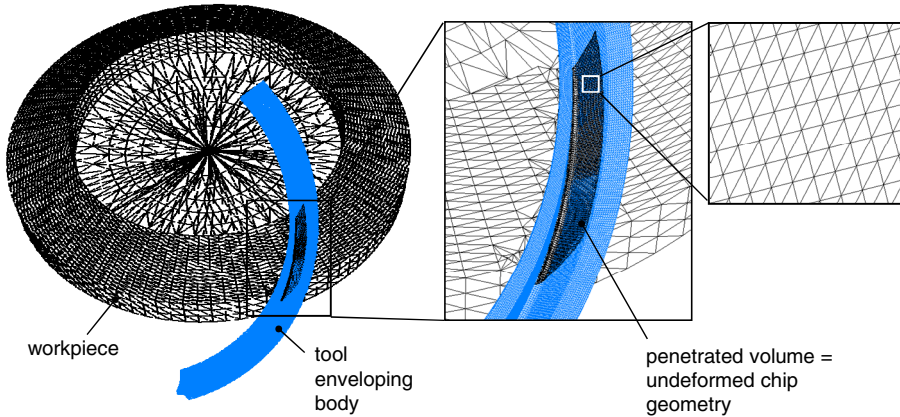 workpiece
tool
enveloping
body
penetrated volume =
undeformed chip
geometry